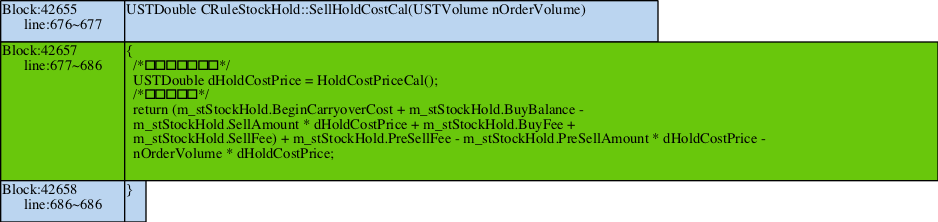 Block:42655
line:676~677
USTDouble CRuleStockHold::SellHoldCostCal(USTVolume nOrderVolume)
Block:42657
line:677~686
{
/*□□□□□□□*/
USTDouble dHoldCostPrice = HoldCostPriceCal();
/*□□□□□*/
return (m_stStockHold.BeginCarryoverCost + m_stStockHold.BuyBalance -
m_stStockHold.SellAmount * dHoldCostPrice + m_stStockHold.BuyFee +
m_stStockHold.SellFee) + m_stStockHold.PreSellFee - m_stStockHold.PreSellAmount * dHoldCostPrice -
nOrderVolume * dHoldCostPrice;
Block:42658
line:686~686
}